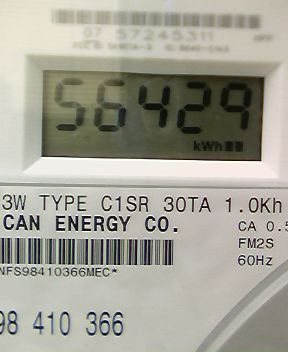 07 57245311
56429
kWh
3W TYPE C1SR 30TA 1.0Kh
CAN ENERGY CO.
CA 0.5
NFS98410366MEC*
FM2S
60Hz
98 410 366